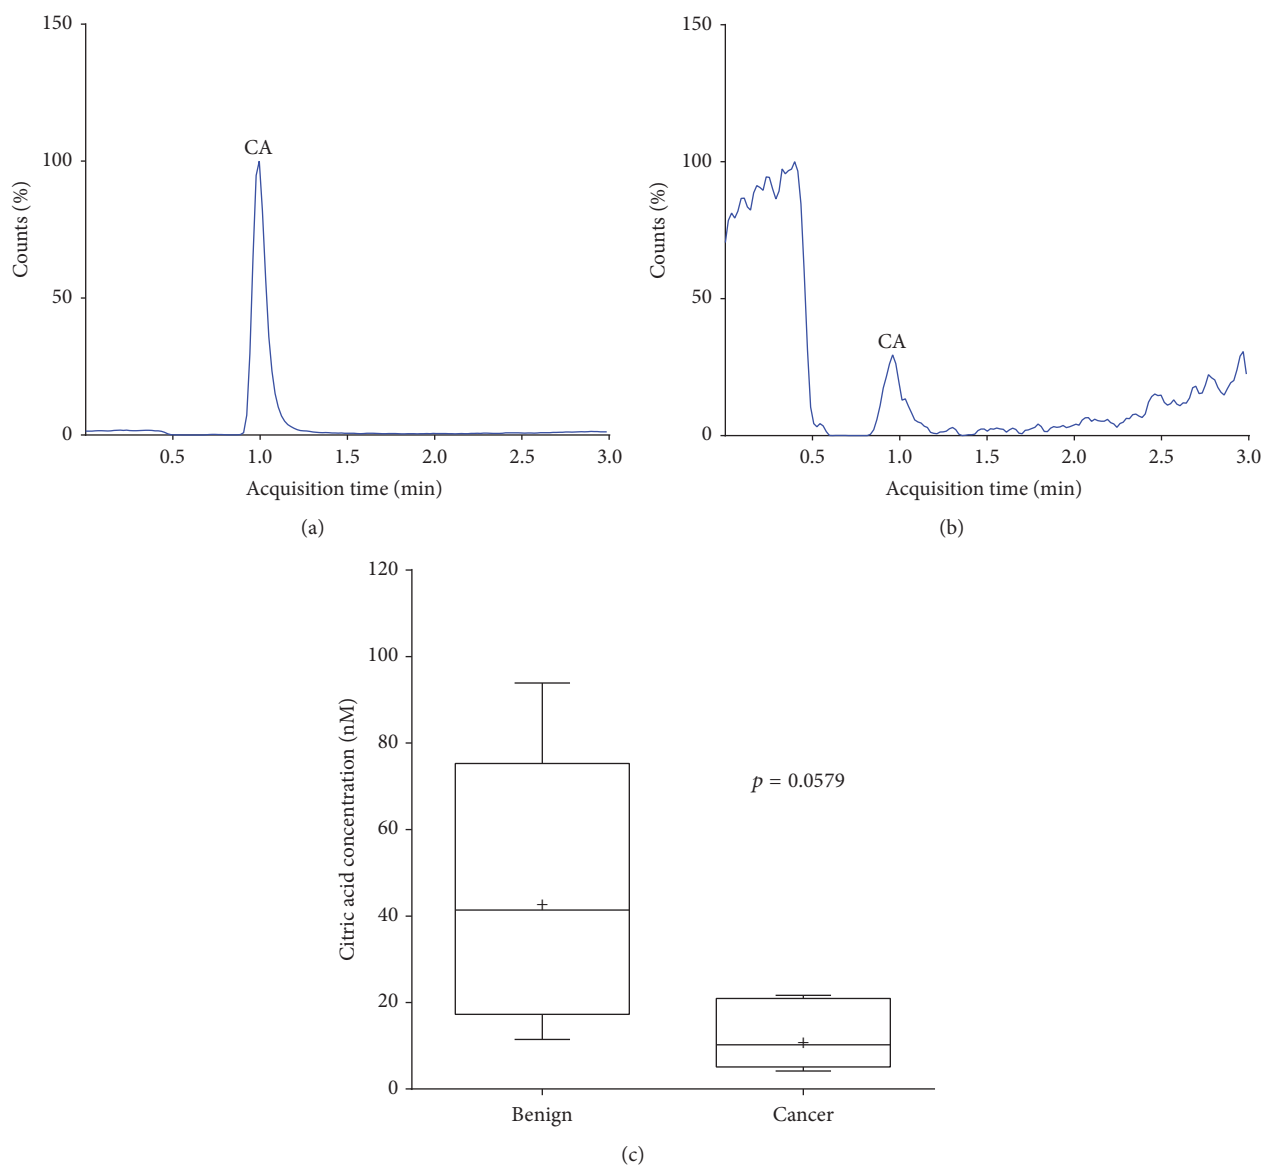 150
100
50
0
Counts (%)
CA
0.5 1.0 1.5 2.0 2.5 3.0
Acquisition time (min)
(a)
150
100
50
0
Counts (%)
CA
0.5 1.0 1.5 2.0 2.5 3.0
Acquisition time (min)
(b)
120
100
80
60
40
20
0
Citric acid concentration (nM)
p = 0.0579
Benign Cancer
(c)